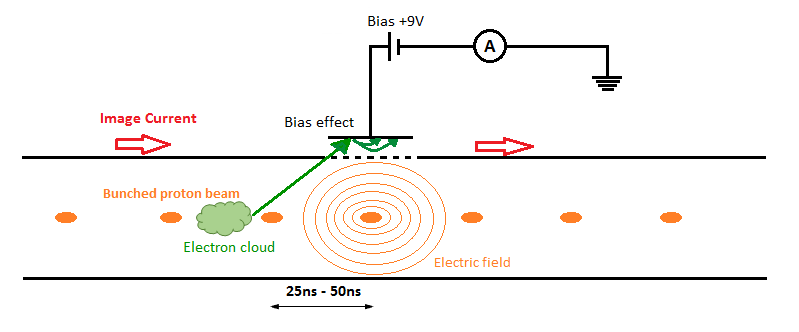 Bias +9V
A
Image Current
Bias effect
Bunched proton beam
Electron cloud
Electric field
25ns - 50ns